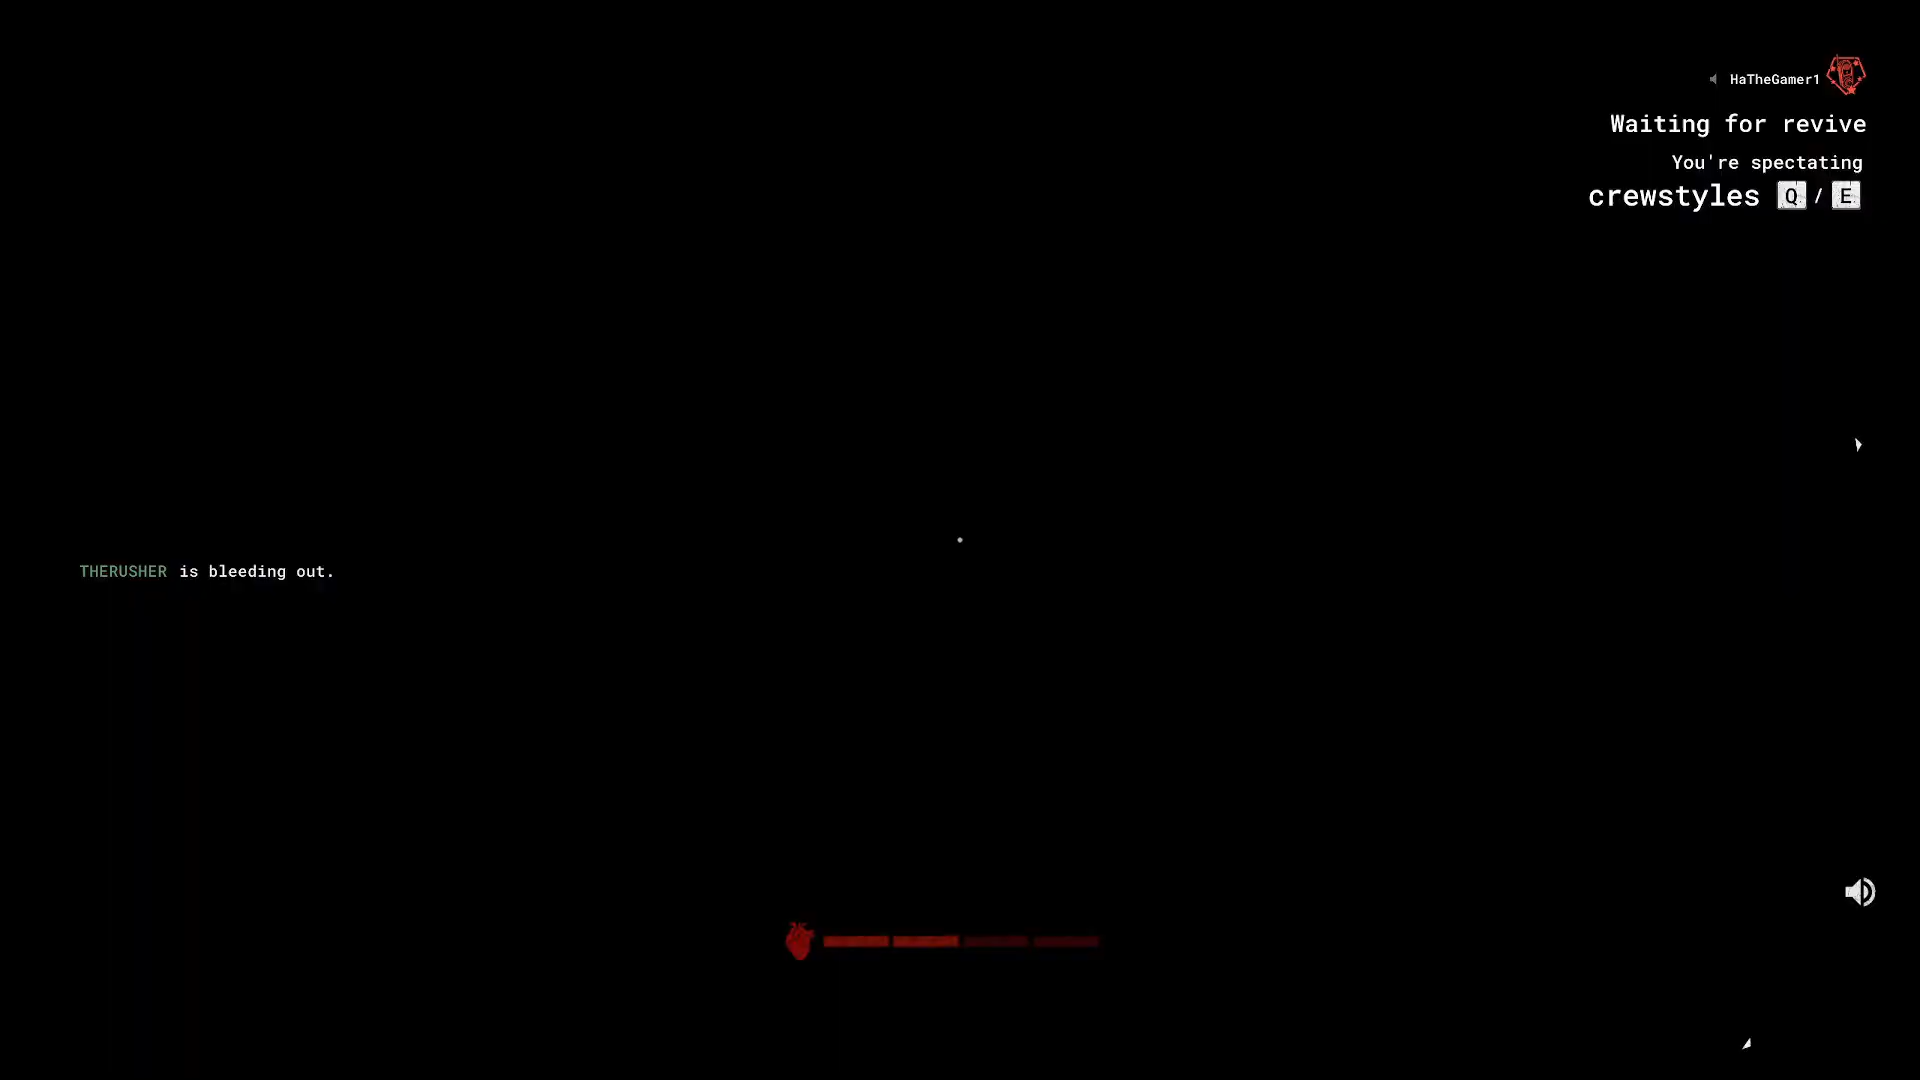 HaTheGamer1
Waiting for revive
You're spectating
crewstyles Q / E
THERUSHER is bleeding out.